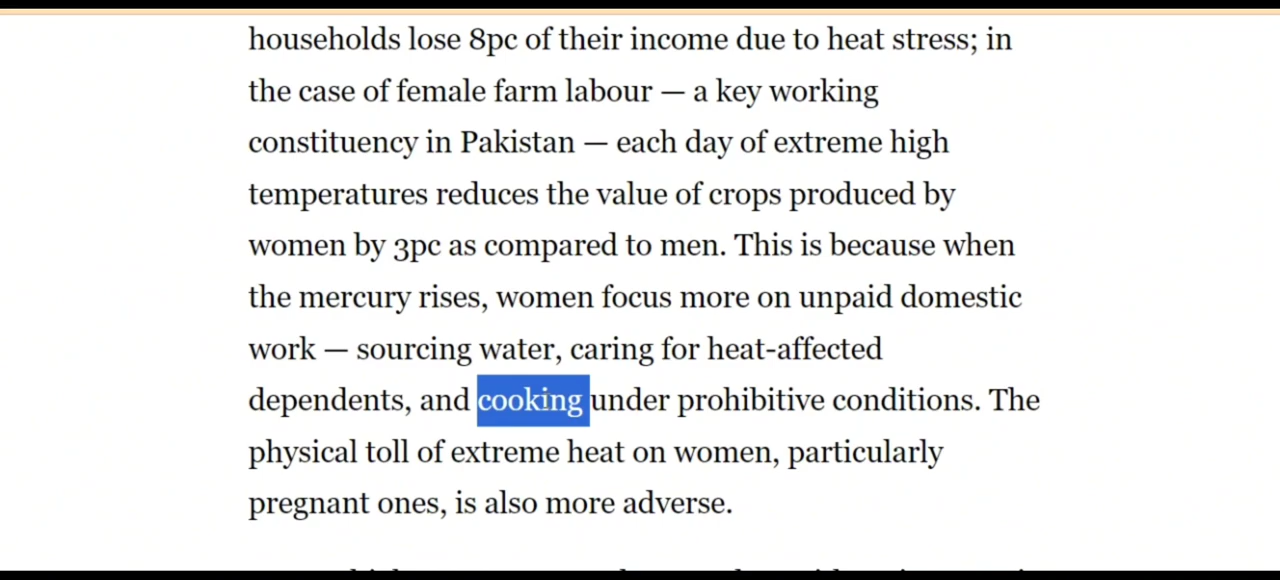 households lose 8pc of their income due to heat stress; in
the case of female farm labour — a key working
constituency in Pakistan — each day of extreme high
temperatures reduces the value of crops produced by
women by 3pc as compared to men. This is because when
the mercury rises, women focus more on unpaid domestic
work — sourcing water, caring for heat-affected
dependents, and cooking under prohibitive conditions. The
physical toll of extreme heat on women, particularly
pregnant ones, is also more adverse.